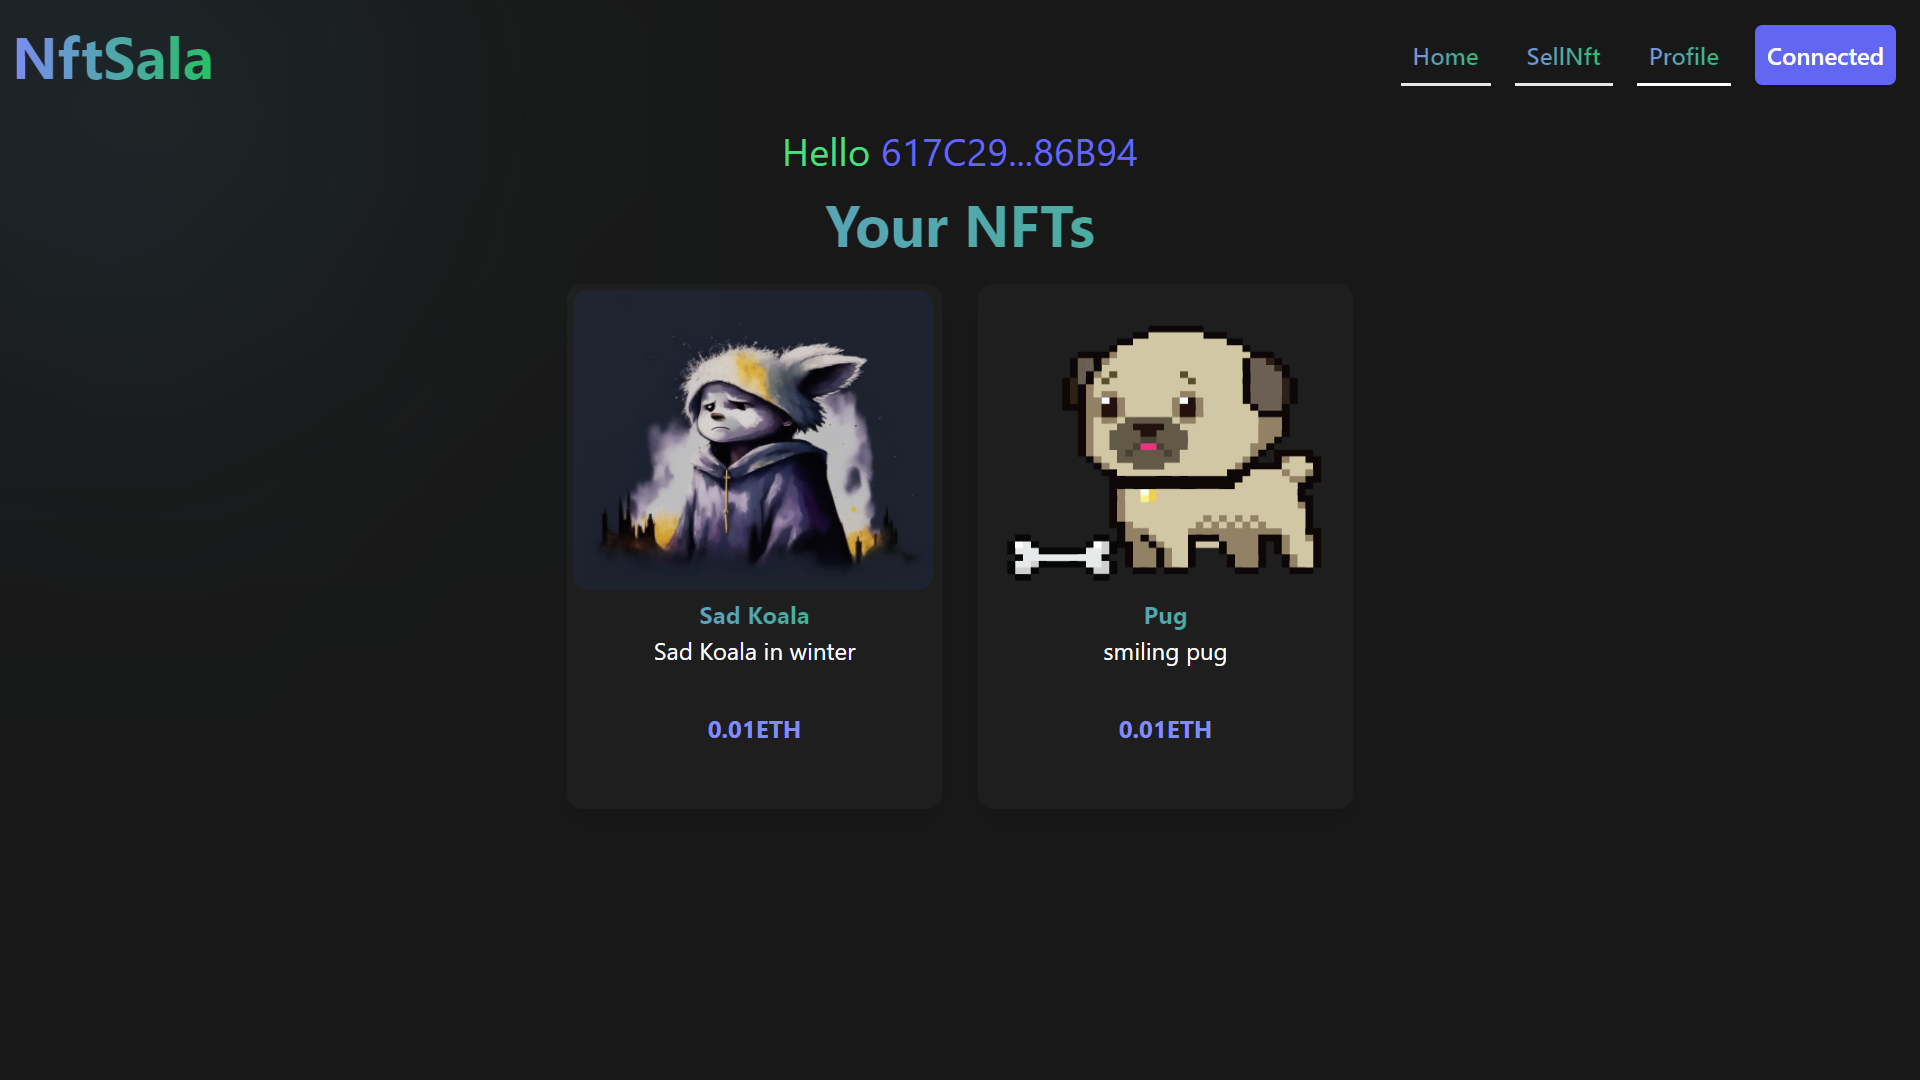 NftSala
Home SellNft Profile Connected
Hello 617C29...86B94
Your NFTs
Sad Koala
Sad Koala in winter
0.01ETH
Pug
smiling pug
0.01ETH